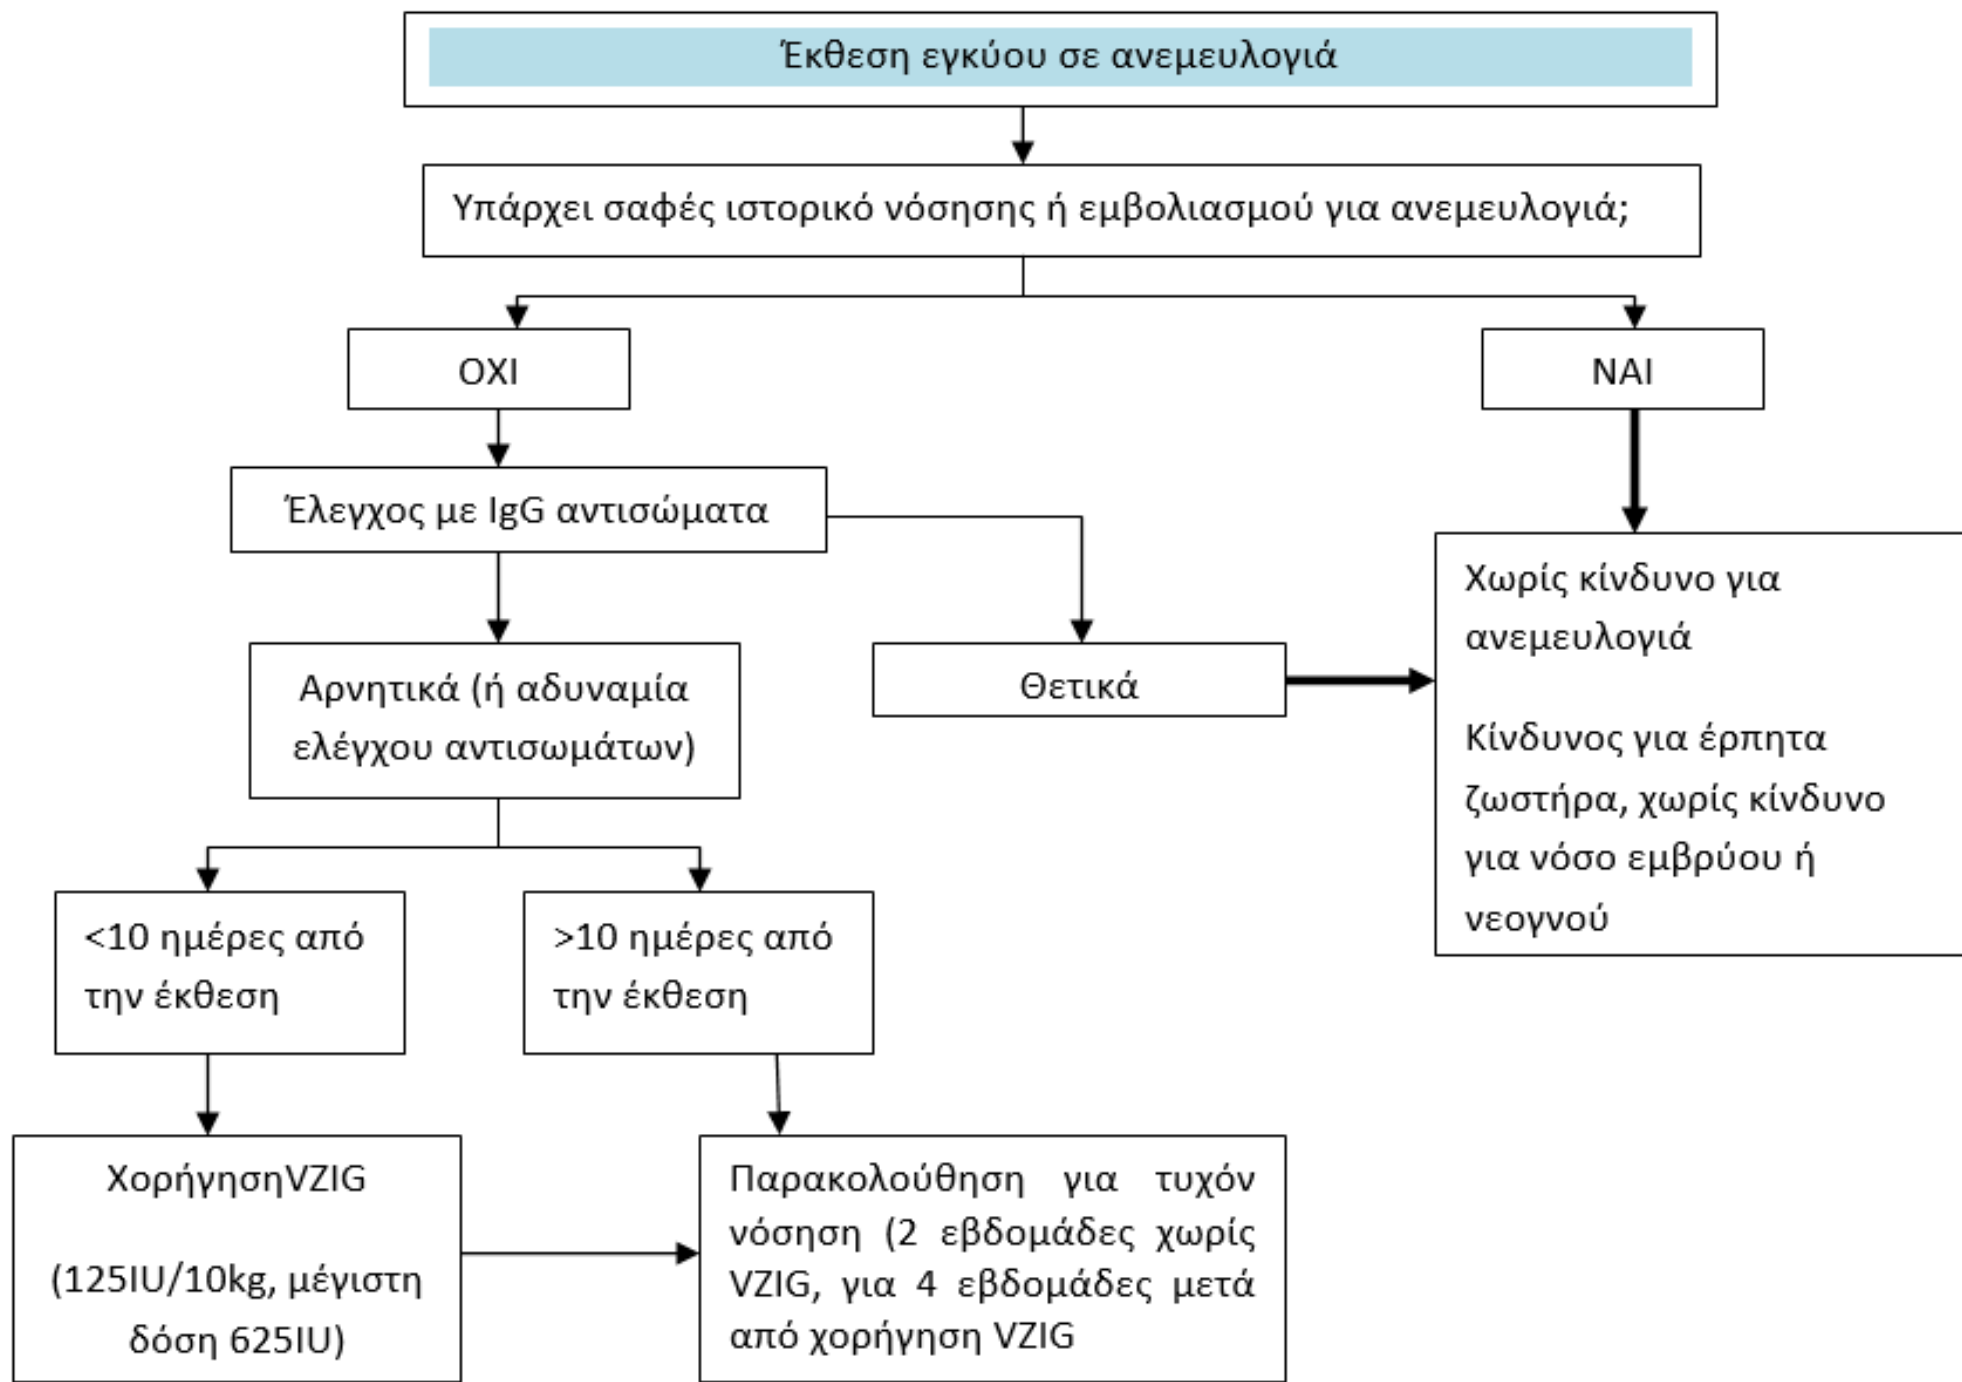 Έκθεση εγκύου σε ανεμευλογιά
Υπάρχει σαφές ιστορικό νόσησης ή εμβολιασμού για ανεμευλογιά;
ΟΧΙ
ΝΑΙ
Έλεγχος με IgG αντισώματα
Αρνητικά (ή αδυναμία
ελέγχου αντισωμάτων)
Θετικά
Χωρίς κίνδυνο για
ανεμευλογιά
Κίνδυνος για έρπητα
ζωστήρα, χωρίς κίνδυνο
για νόσο εμβρύου ή
νεογνού
<10 ημέρες από
την έκθεση
>10 ημέρες από
την έκθεση
ΧορήγησηVZIG
(125IU/10kg, μέγιστη
δόση 625IU)
Παρακολούθηση για τυχόν
νόσηση (2 εβδομάδες χωρίς
VZIG, για 4 εβδομάδες μετά
από χορήγηση VZIG